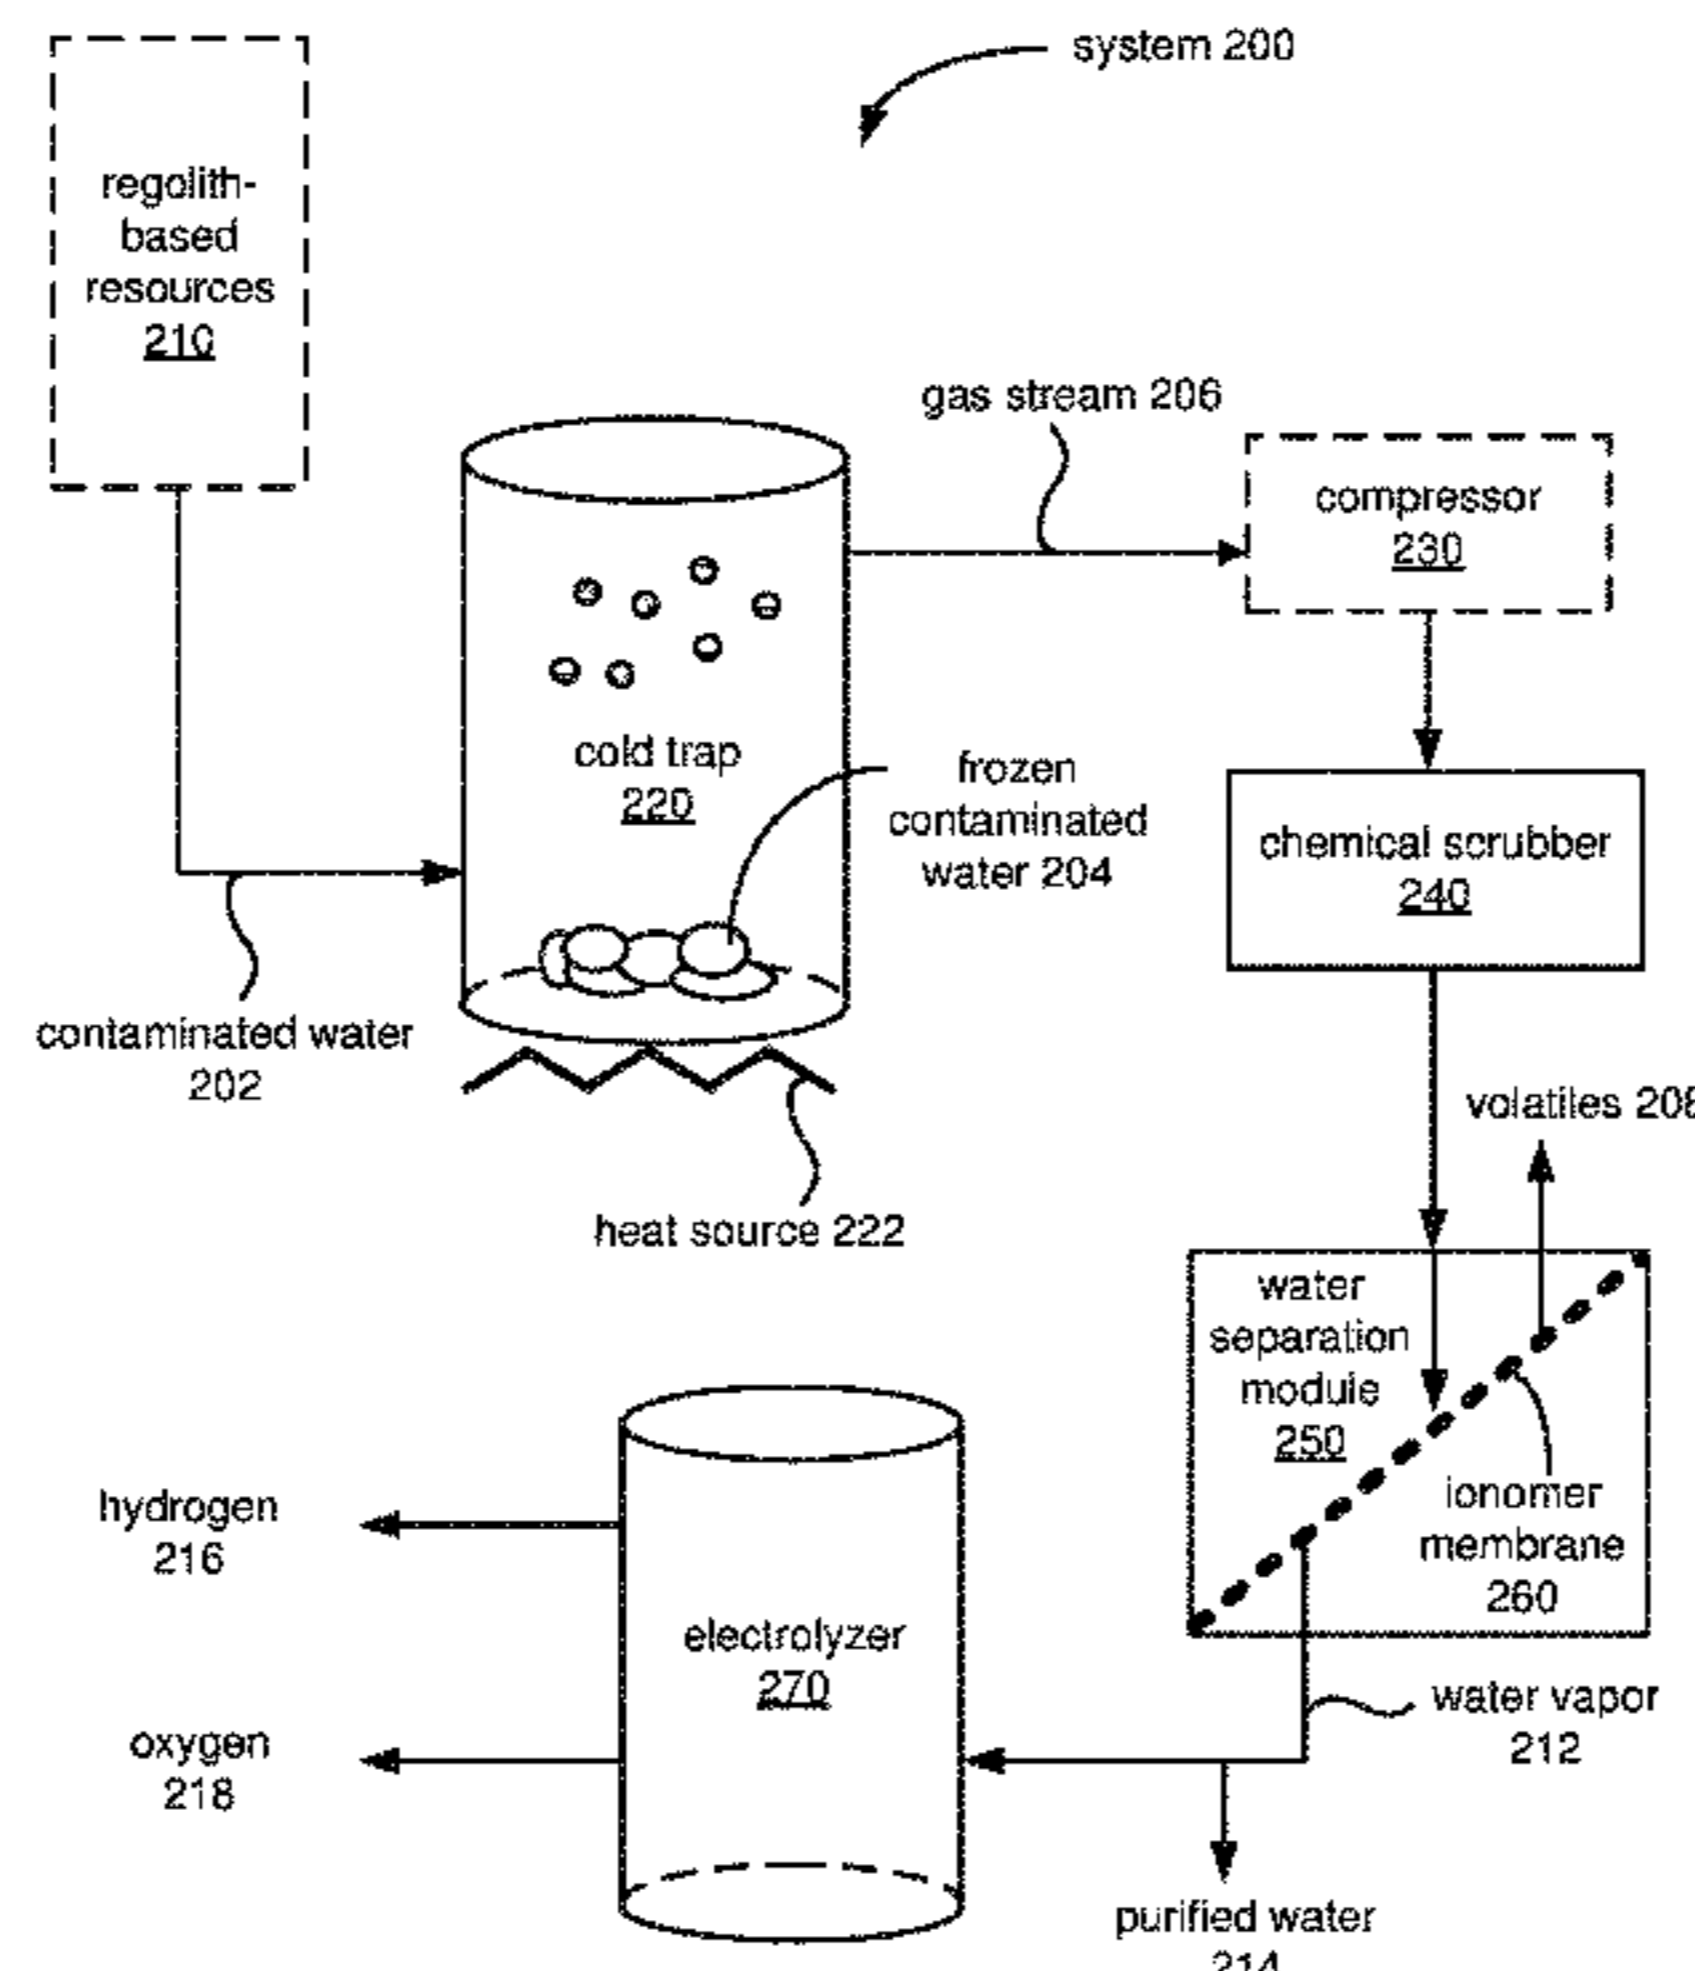 system 200
regolith-
based
resources
210
gas stream 206
compressor
230
cold trap
220
frozen
contaminated
water 204
chemical scrubber
240
contaminated water
202
volatiles 208
heat source 222
water
separation
module
250
ionomer
membrane
260
hydrogen
216
electrolyzer
270
oxygen
218
water vapor
212
purified water
214